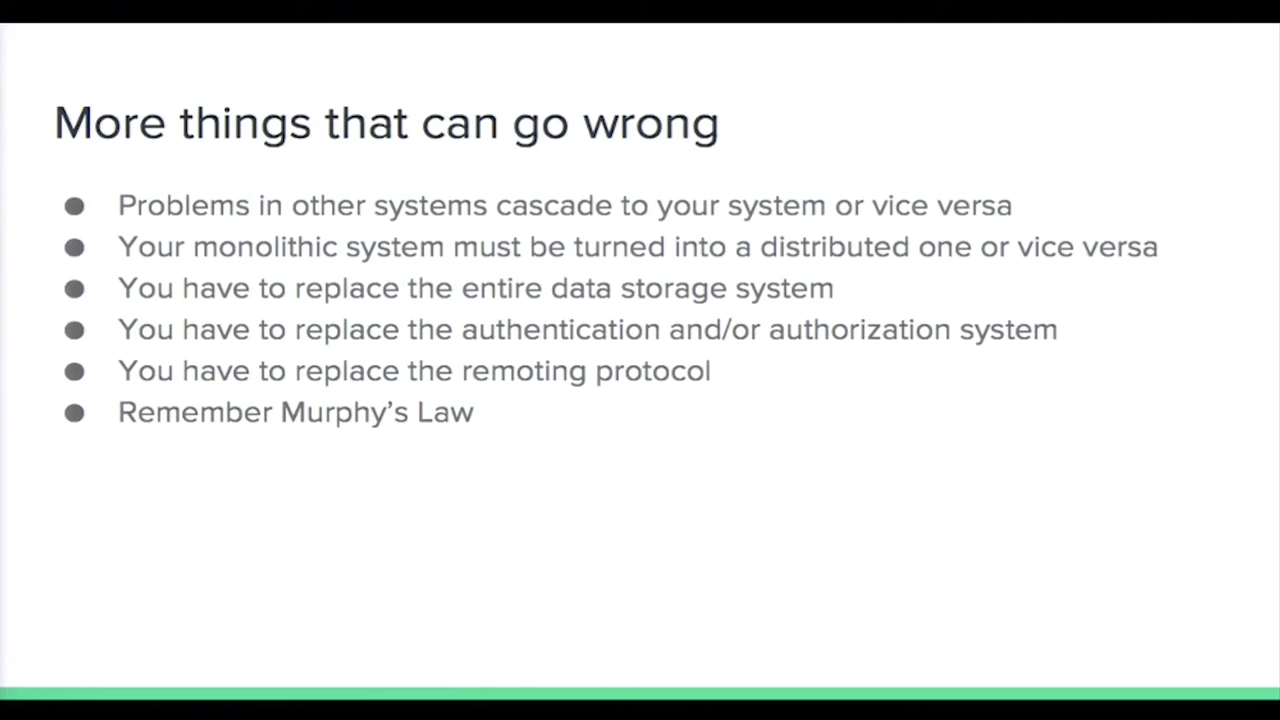 More things that can go wrong
● Problems in other systems cascade to your system or vice versa
● Your monolithic system must be turned into a distributed one or vice versa
● You have to replace the entire data storage system
● You have to replace the authentication and/or authorization system
● You have to replace the remoting protocol
● Remember Murphy’s Law